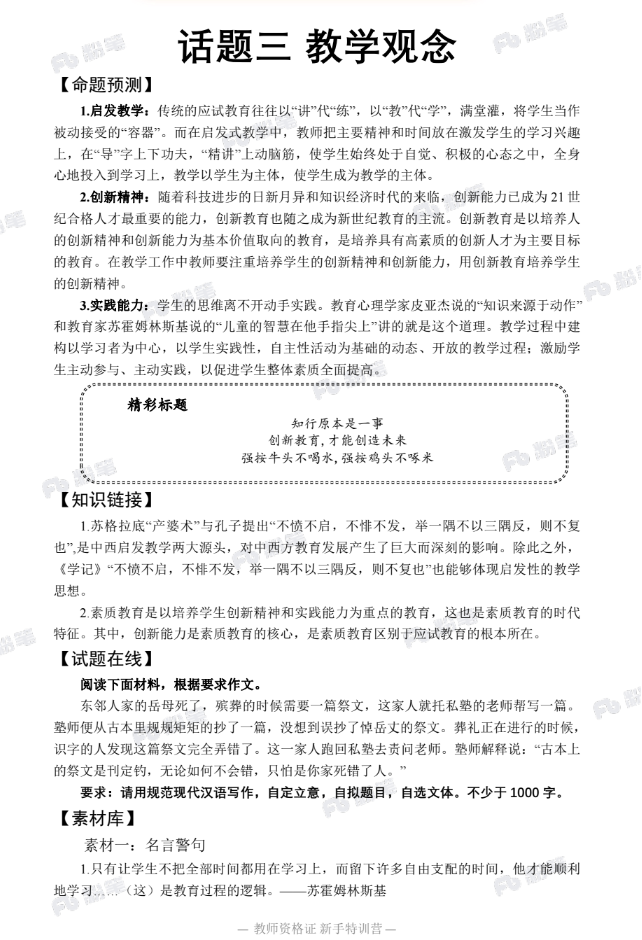 话题三 教学观念
【命题预测】
1.启发教学：传统的应试教育往往以“讲”代“练”，以“教”代“学”，满堂灌，将学生当作
被动接受的“容器”。而在启发式教学中，教师把主要精神和时间放在激发学生的学习兴趣
上，在“导”字上下功夫，“精讲”上动脑筋，使学生始终处于自觉、积极的心态之中，全身
心地投入到学习上，教学以学生为主体，使学生成为教学的主体。
2.创新精神：随着科技进步的日新月异和知识经济时代的来临，创新能力已成为 21 世
纪合格人才最重要的能力，创新教育也随之成为新世纪教育的主流。创新教育是以培养人
的创新精神和创新能力为基本价值取向的教育，是培养具有高素质的创新人才为主要目标
的教育。在教学工作中教师要注重培养学生的创新精神和创新能力，用创新教育培养学生
的创新精神。
3.实践能力：学生的思维离不开动手实践。教育心理学家皮亚杰说的“知识来源于动作”
和教育家苏霍姆林斯基说的“儿童的智慧在他手指尖上”讲的就是这个道理。教学过程中建
构以学习者为中心，以学生实践性，自主性活动为基础的动态、开放的教学过程；激励学
生主动参与、主动实践，以促进学生整体素质全面提高。
精彩标题
知行原本是一事
创新教育,才能创造未来
强按牛头不喝水,强按鸡头不啄米
【知识链接】
1.苏格拉底“产婆术”与孔子提出“不愤不启，不悱不发，举一隅不以三隅反，则不复
也”,是中西启发教学两大源头，对中西方教育发展产生了巨大而深刻的影响。除此之外，
《学记》“不愤不启，不悱不发，举一隅不以三隅反，则不复也”也能够体现启发性的教学
思想。
2.素质教育是以培养学生创新精神和实践能力为重点的教育，这也是素质教育的时代
特征。其中，创新能力是素质教育的核心，是素质教育区别于应试教育的根本所在。
【试题在线】
阅读下面材料，根据要求作文。
东邻人家的岳母死了，殡葬的时候需要一篇祭文，这家人就托私塾的老师帮写一篇。
塾师便从古本里规规矩矩的抄了一篇，没想到误抄了悼岳丈的祭文。葬礼正在进行的时候，
识字的人发现这篇祭文完全弄错了。这一家人跑回私塾去责问老师。塾师解释说：“古本上
的祭文是刊定钧，无论如何不会错，只怕是你家死错了人。”
要求：请用规范现代汉语写作，自定立意，自拟题目，自选文体。不少于 1000 字。
【素材库】
素材一：名言警句
1.只有让学生不把全部时间都用在学习上，而留下许多自由支配的时间，他才能顺利
地学习……（这）是教育过程的逻辑。——苏霍姆林斯基
— 教师资格证 新手特训营 —